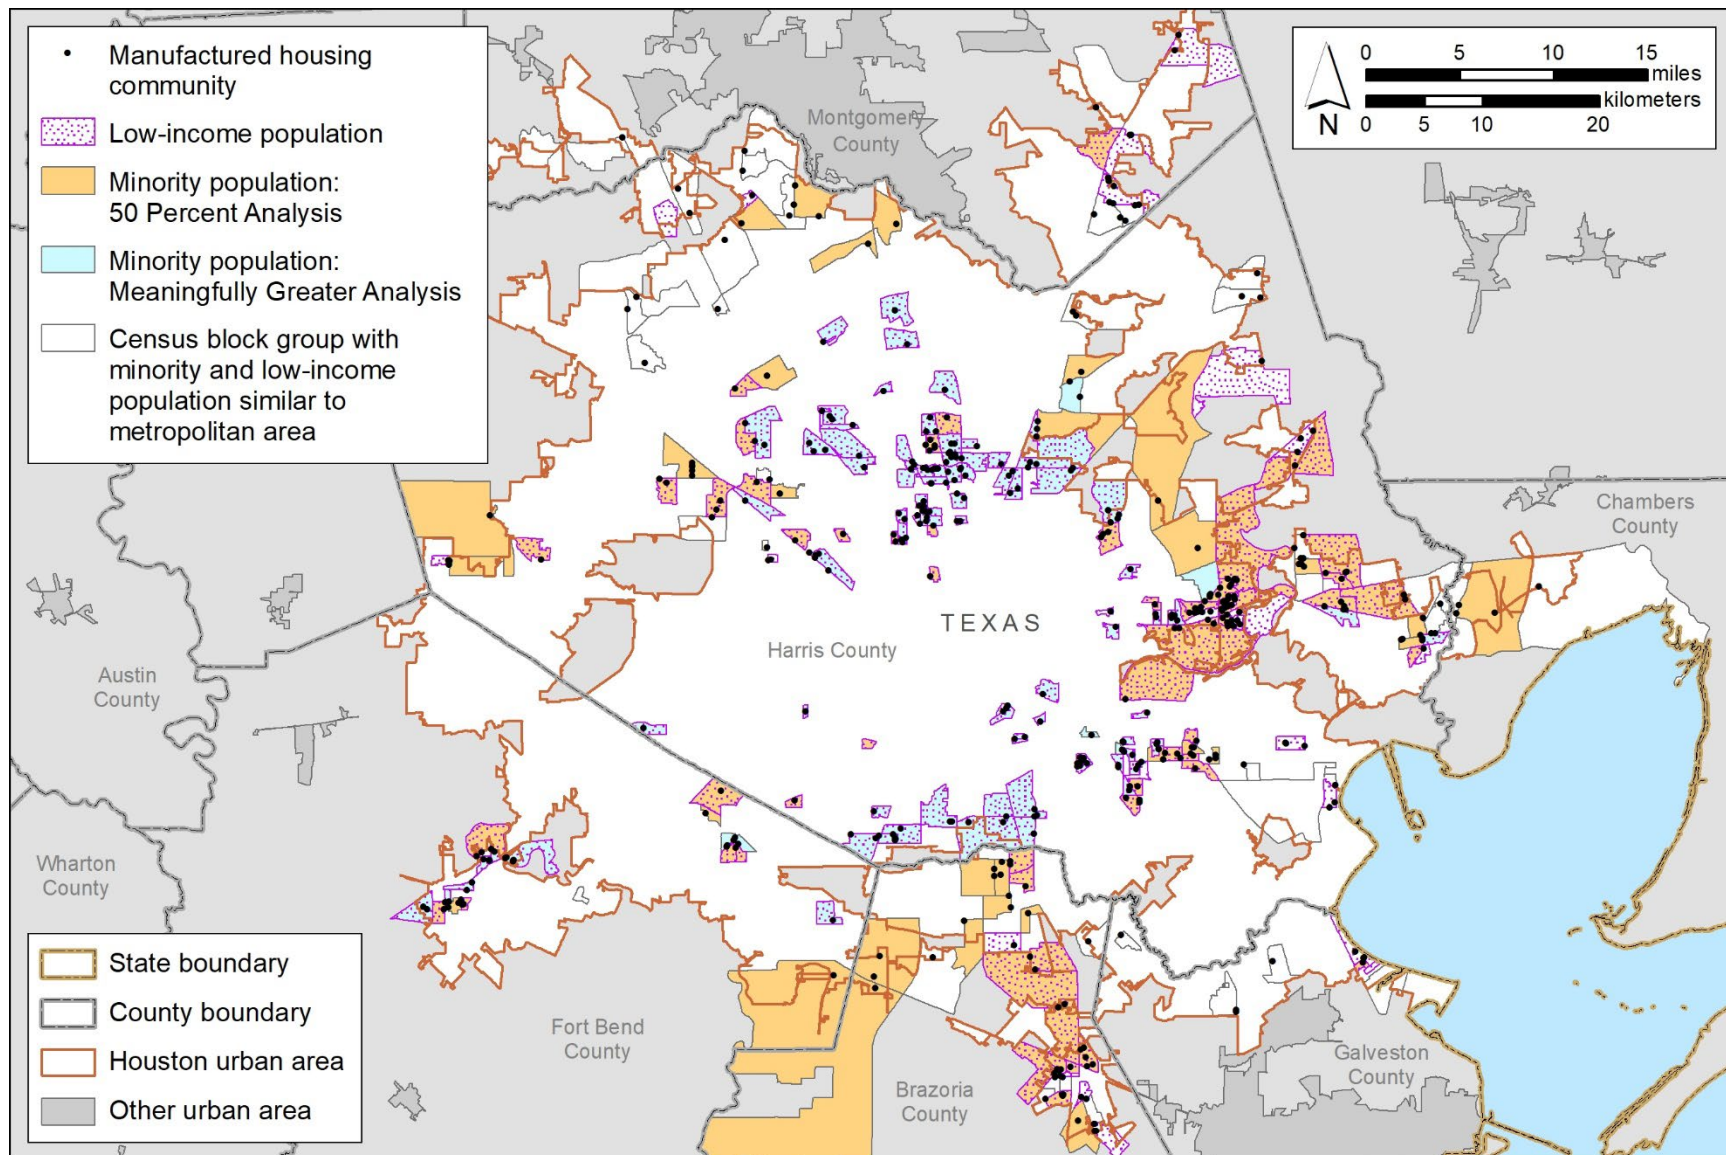 Manufactured housing
community
Low-income population
Minority population:
50 Percent Analysis
Minority population:
Meaningfully Greater Analysis
Census block group with
minority and low-income
population similar to
metropolitan area
0 5 10 15
miles
kilometers
0 5 10 20
N
Montgomery
County
Chambers
County
TEXAS
Harris County
Austin
County
Wharton
County
Fort Bend
County
Brazoria
County
Galveston
County
State boundary
County boundary
Houston urban area
Other urban area